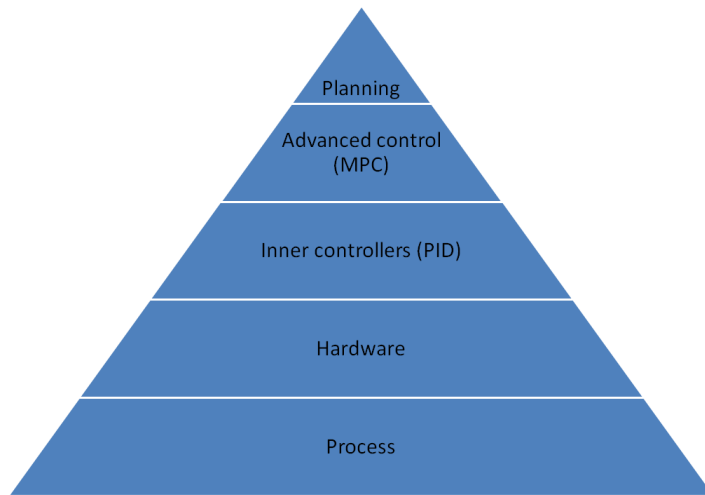 Planning
Advanced control
(MPC)
Inner controllers (PID)
Hardware
Process